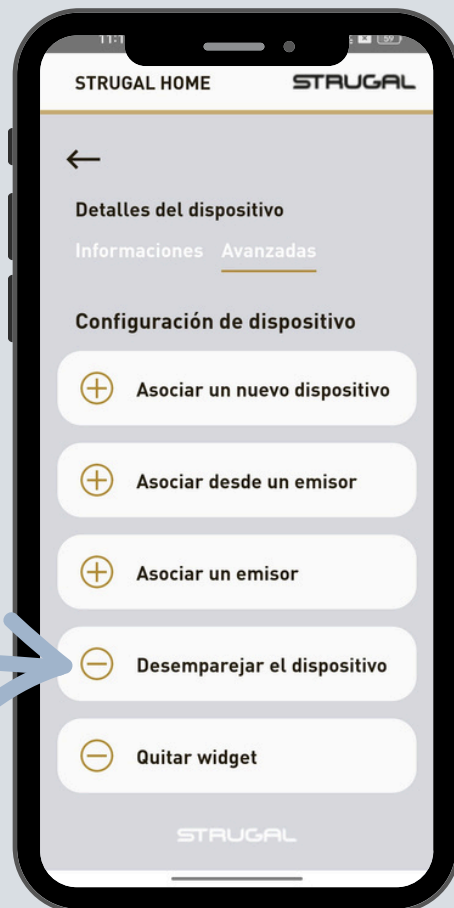 STRUGAL HOME STRUGAL
Detalles del dispositivo
Informaciones Avanzadas
Configuración de dispositivo
Asociar un nuevo dispositivo
Asociar desde un emisor
Asociar un emisor
Desemparejar el dispositivo
Quitar widget
STRUGAL